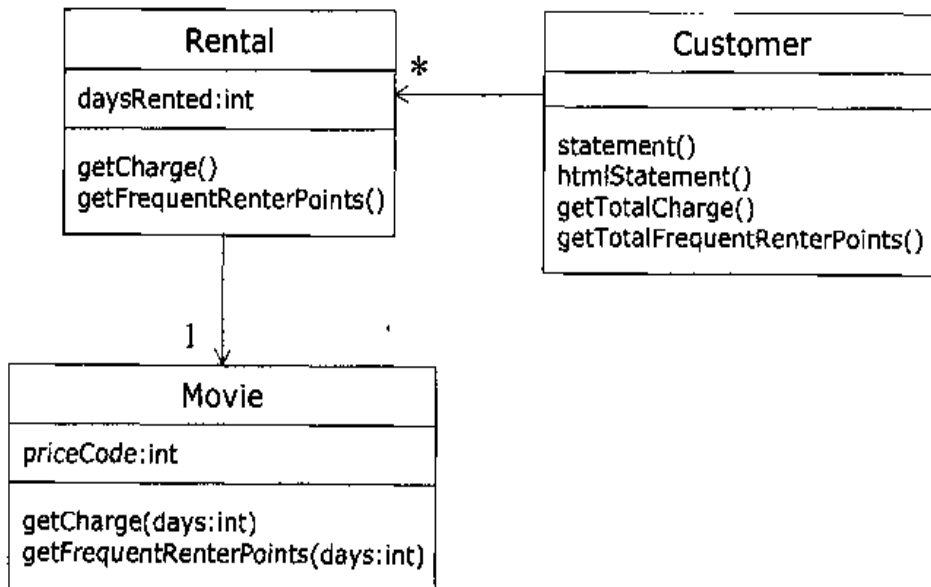 Rental
daysRented:int
getCharge()
getFrequentRenterPoints()
*
Customer
statement()
htmlStatement()
getTotalCharge()
getTotalFrequentRenterPoints()
1
Movie
priceCode:int
getCharge(days:int)
getFrequentRenterPoints(days:int)